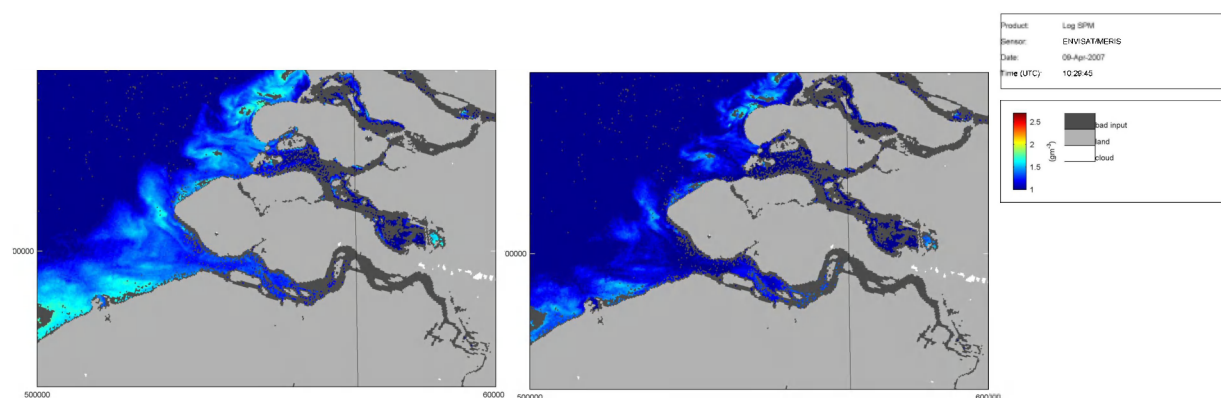 Product: Log SPM
Sensor: ENVISAT/MERIS
Date: 09-Apr-2007
Time (UTC): 10:29:45
2.5
2
1.5
1
(gm⁻³)
bad input
land
cloud
00000
500000
60000
00000
500000
600000